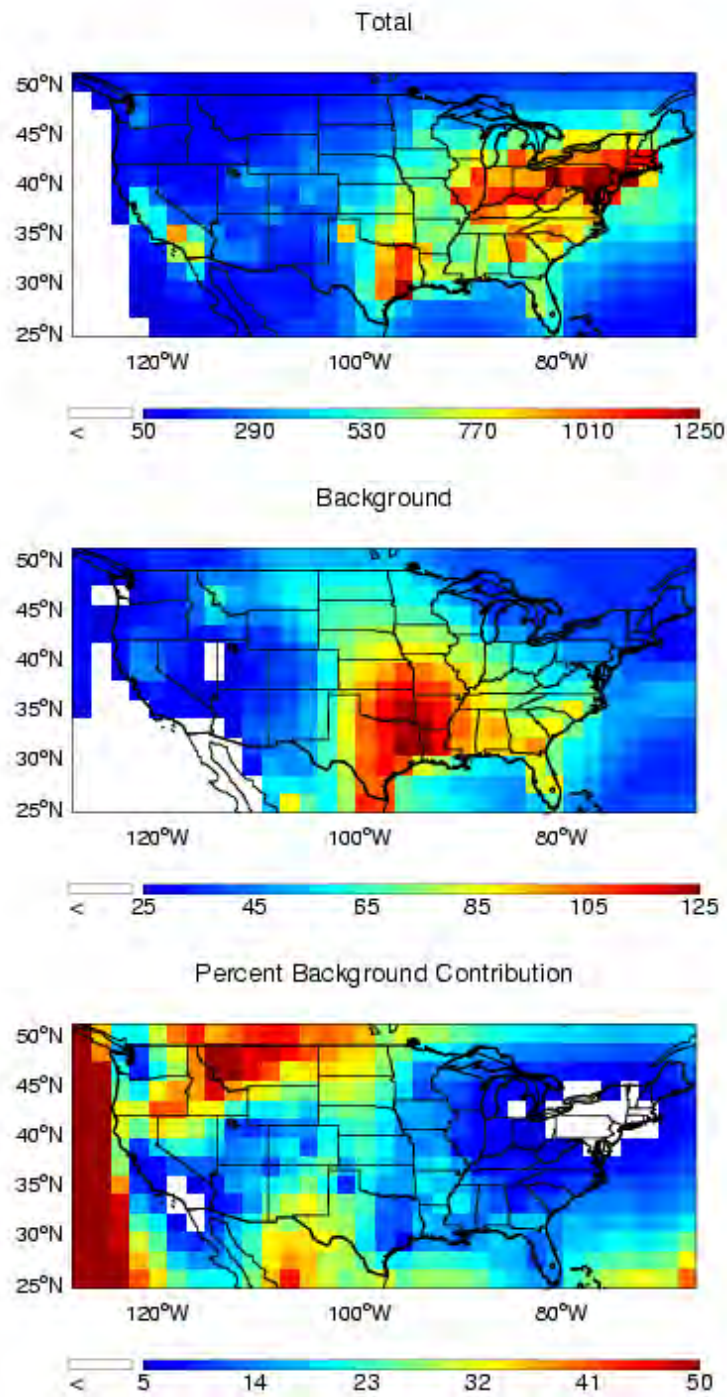 Total
50°N
45°N
40°N
35°N
30°N
25°N
120°W 100°W 80°W
< 50 290 530 770 1010 1250
Background
50°N
45°N
40°N
35°N
30°N
25°N
120°W 100°W 80°W
< 25 45 65 85 105 125
Percent Background Contribution
50°N
45°N
40°N
35°N
30°N
25°N
120°W 100°W 80°W
< 5 14 23 32 41 50